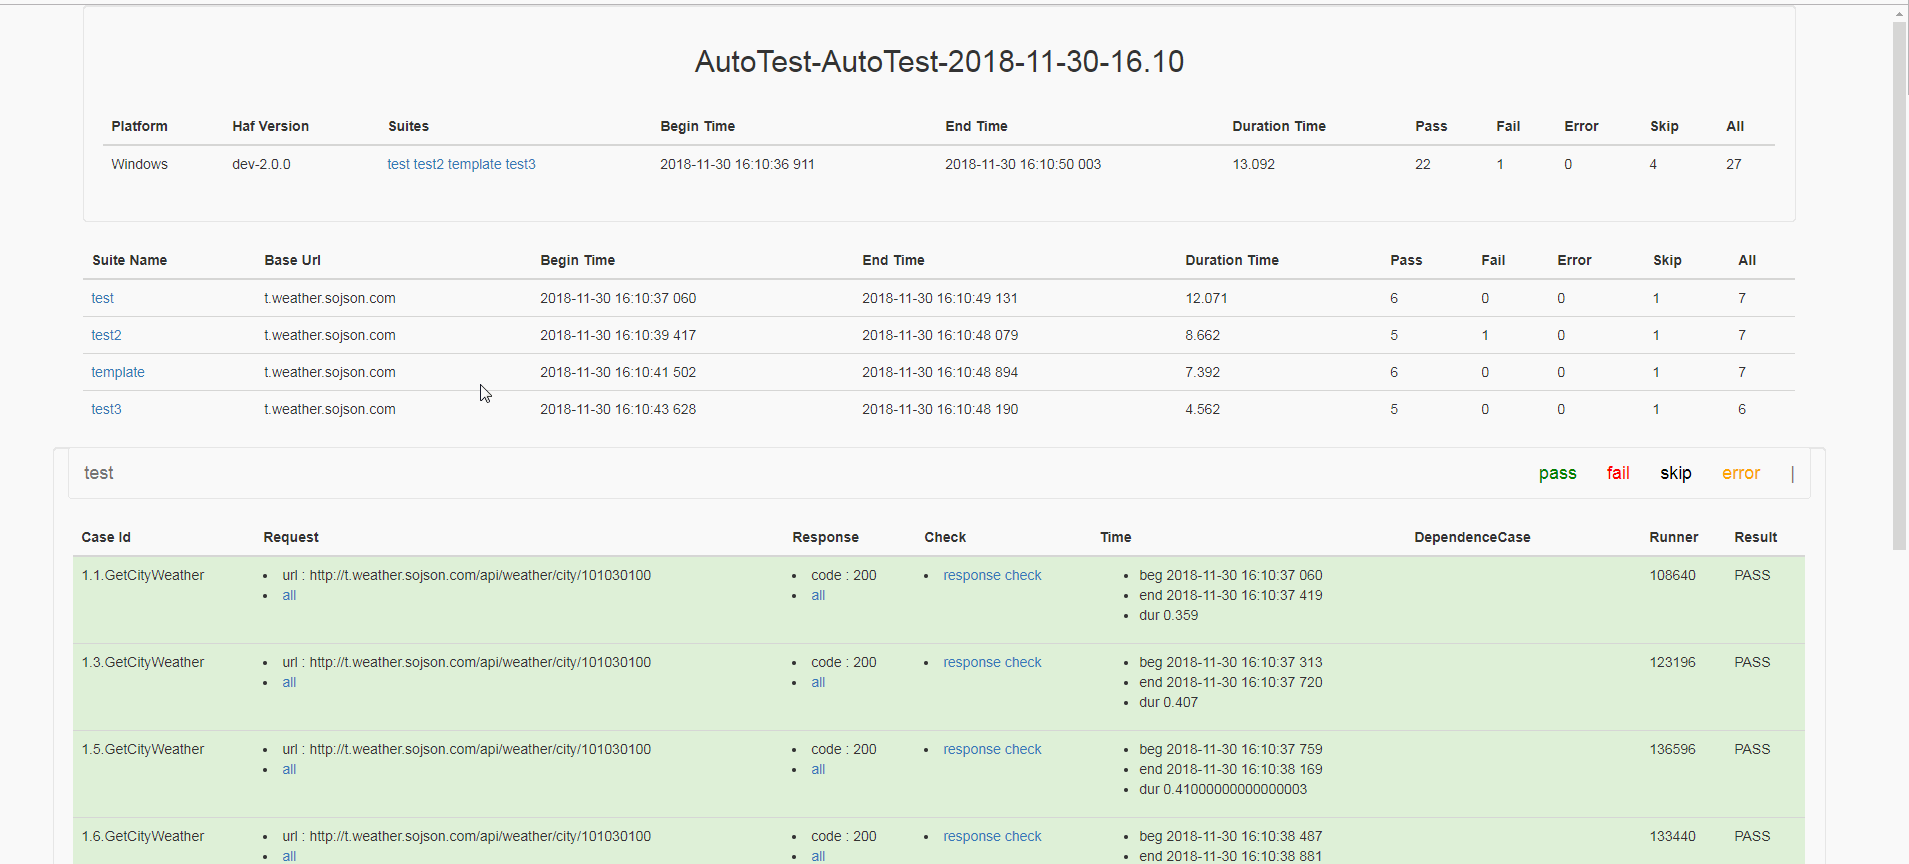 AutoTest-AutoTest-2018-11-30-16.10
Platform Haf Version Suites Begin Time End Time Duration Time Pass Fail Error Skip All
Windows dev-2.0.0 test test2 template test3 2018-11-30 16:10:36 911 2018-11-30 16:10:50 003 13.092 22 1 0 4 27
Suite Name Base Url Begin Time End Time Duration Time Pass Fail Error Skip All
test t.weather.sojson.com 2018-11-30 16:10:37 060 2018-11-30 16:10:49 131 12.071 6 0 0 1 7
test2 t.weather.sojson.com 2018-11-30 16:10:39 417 2018-11-30 16:10:48 079 8.662 5 1 0 1 7
template t.weather.sojson.com 2018-11-30 16:10:41 502 2018-11-30 16:10:48 894 7.392 6 0 0 1 7
test3 t.weather.sojson.com 2018-11-30 16:10:43 628 2018-11-30 16:10:48 190 4.562 5 0 0 1 6
test pass fail skip error |
Case Id Request Response Check Time DependenceCase Runner Result
1.1.GetCityWeather • url : http://t.weather.sojson.com/api/weather/city/101030100 • code : 200 • response check • beg 2018-11-30 16:10:37 060 108640 PASS
• all • all • end 2018-11-30 16:10:37 419
• dur 0.359
1.3.GetCityWeather • url : http://t.weather.sojson.com/api/weather/city/101030100 • code : 200 • response check • beg 2018-11-30 16:10:37 313 123196 PASS
• all • all • end 2018-11-30 16:10:37 720
• dur 0.407
1.5.GetCityWeather • url : http://t.weather.sojson.com/api/weather/city/101030100 • code : 200 • response check • beg 2018-11-30 16:10:37 759 136596 PASS
• all • all • end 2018-11-30 16:10:38 169
• dur 0.41000000000000003
1.6.GetCityWeather • url : http://t.weather.sojson.com/api/weather/city/101030100 • code : 200 • response check • beg 2018-11-30 16:10:38 487 133440 PASS
• all • all • end 2018-11-30 16:10:38 881